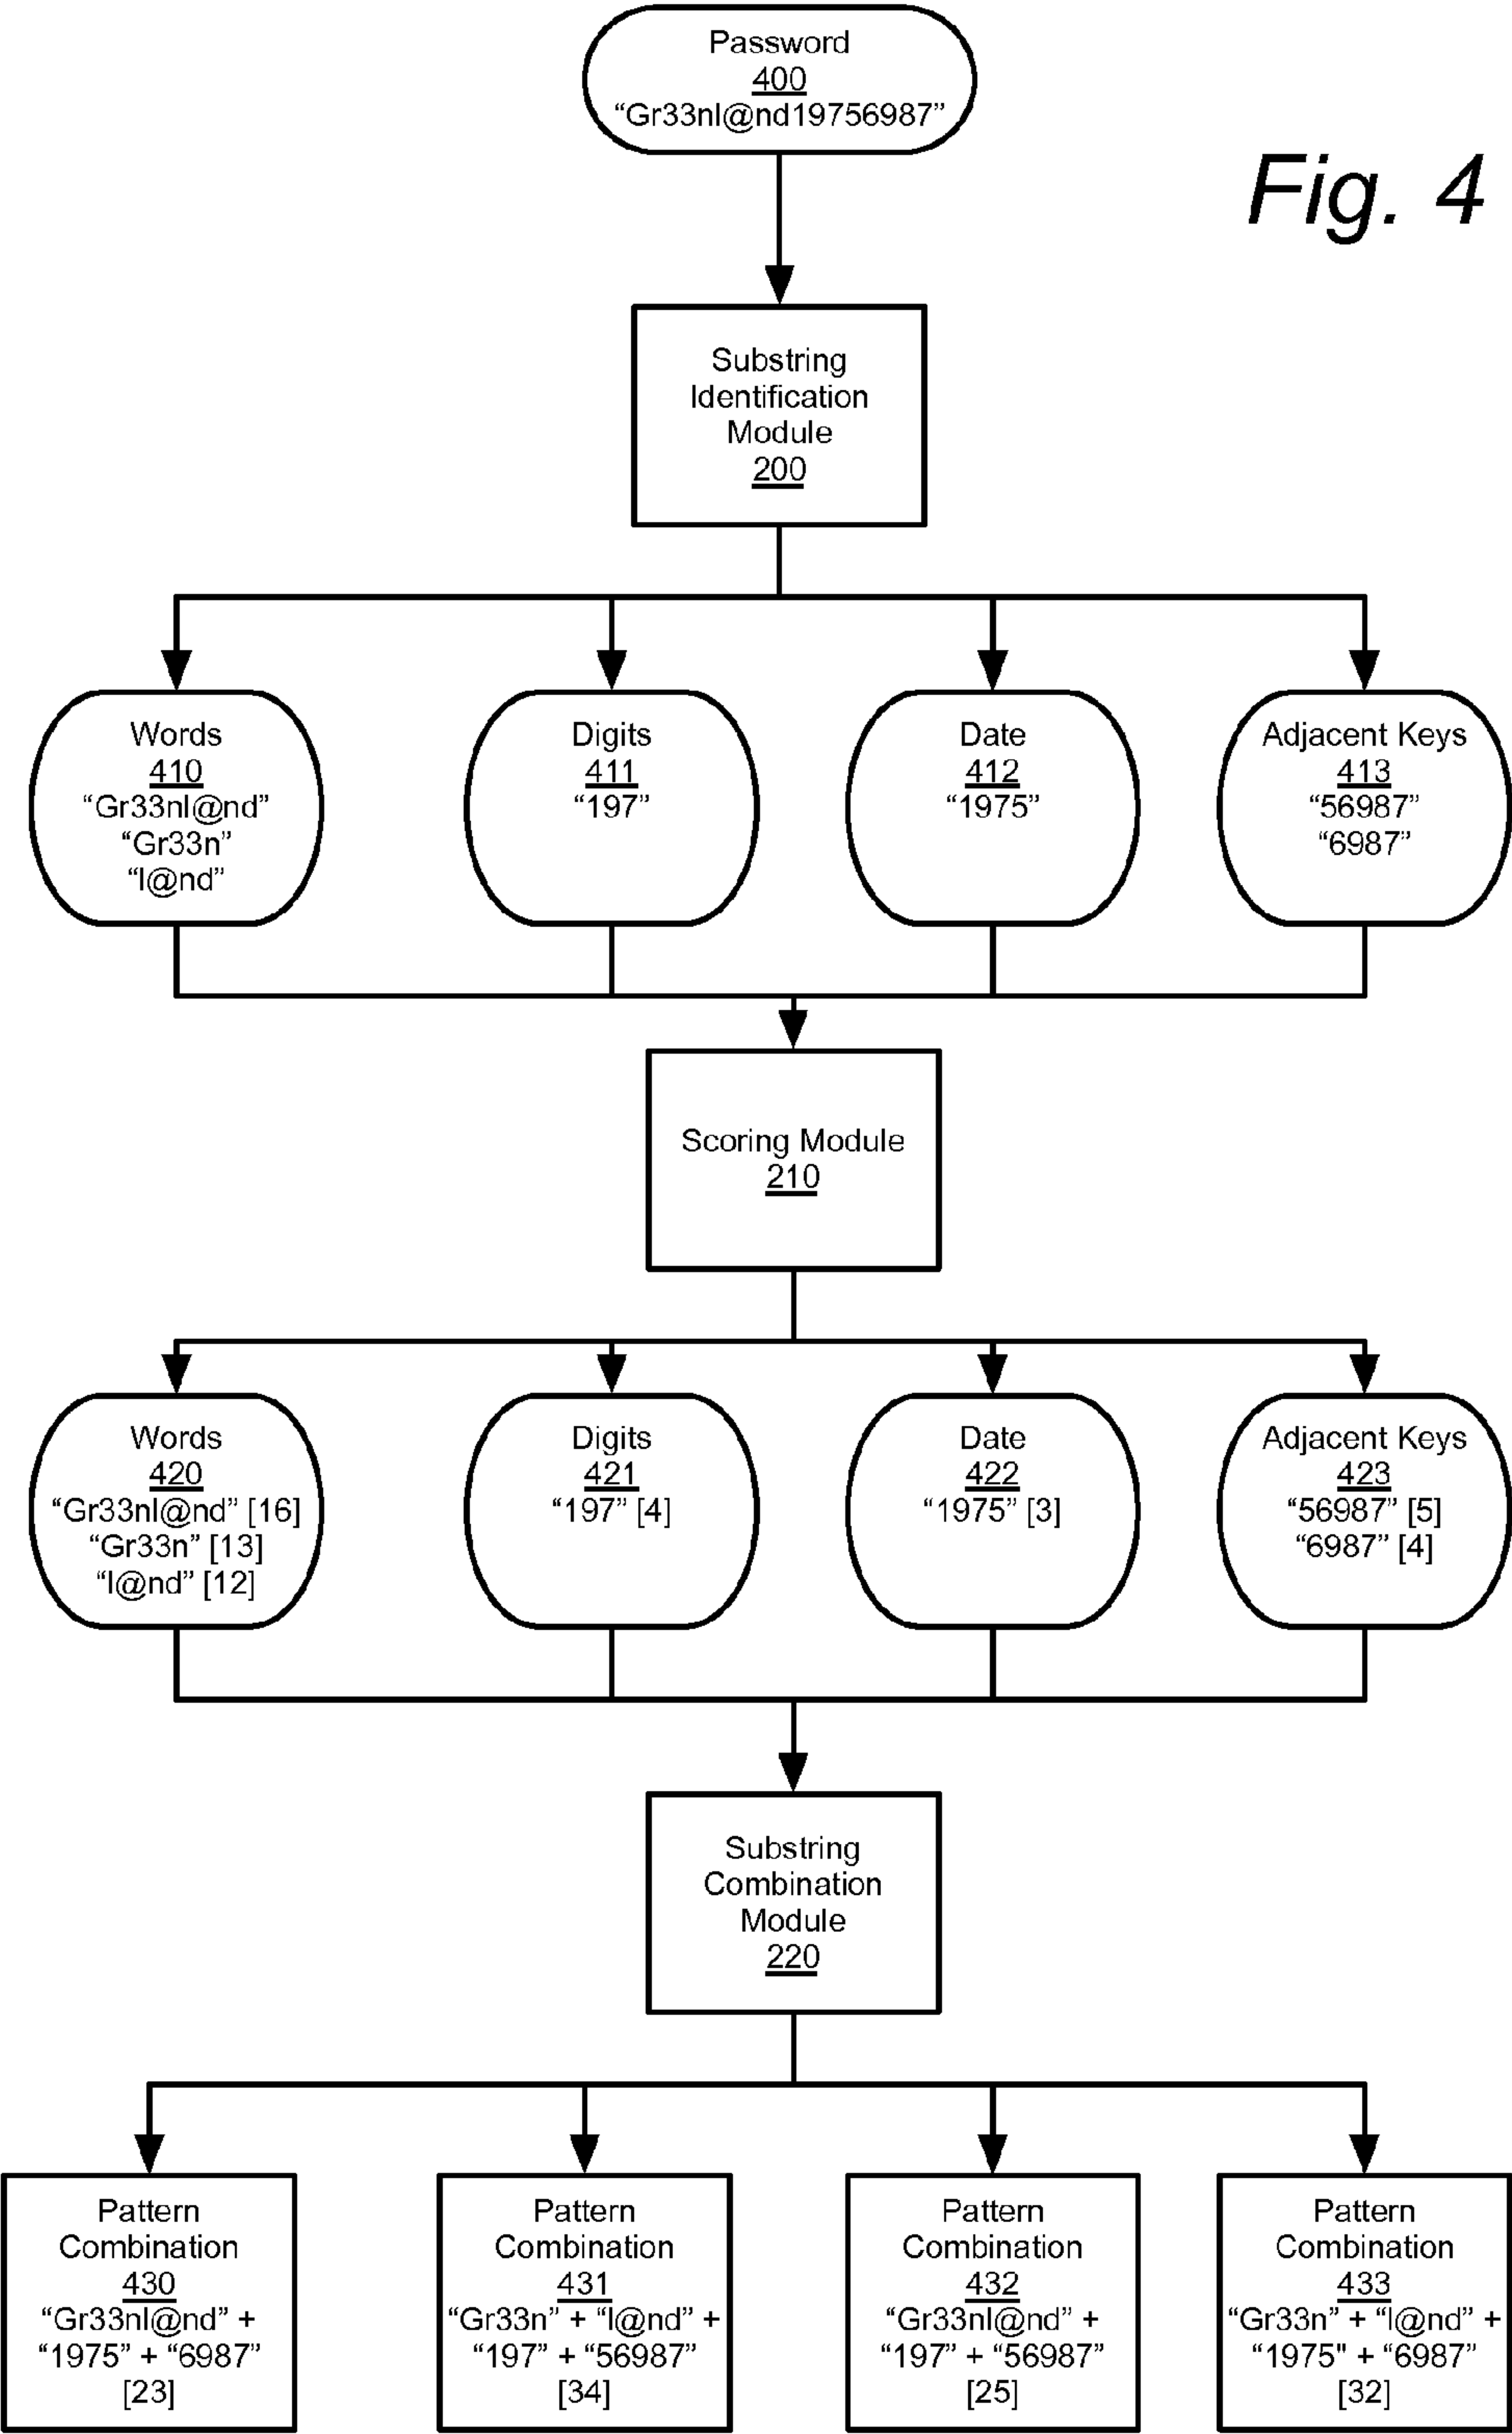 Password
400
“Gr33nl@nd19756987”
Fig. 4
Substring
Identification
Module
200
Words
410
“Gr33nl@nd”
“Gr33n”
“l@nd”
Digits
411
“197”
Date
412
“1975”
Adjacent Keys
413
“56987”
“6987”
Scoring Module
210
Words
420
“Gr33nl@nd” [16]
“Gr33n” [13]
“l@nd” [12]
Digits
421
“197” [4]
Date
422
“1975” [3]
Adjacent Keys
423
“56987” [5]
“6987” [4]
Substring
Combination
Module
220
Pattern
Combination
430
“Gr33nl@nd” +
“1975” + “6987”
[23]
Pattern
Combination
431
“Gr33n” + “l@nd” +
“197” + “56987”
[34]
Pattern
Combination
432
“Gr33nl@nd” +
“197” + “56987”
[25]
Pattern
Combination
433
“Gr33n” + “l@nd” +
“1975" + “6987”
[32]